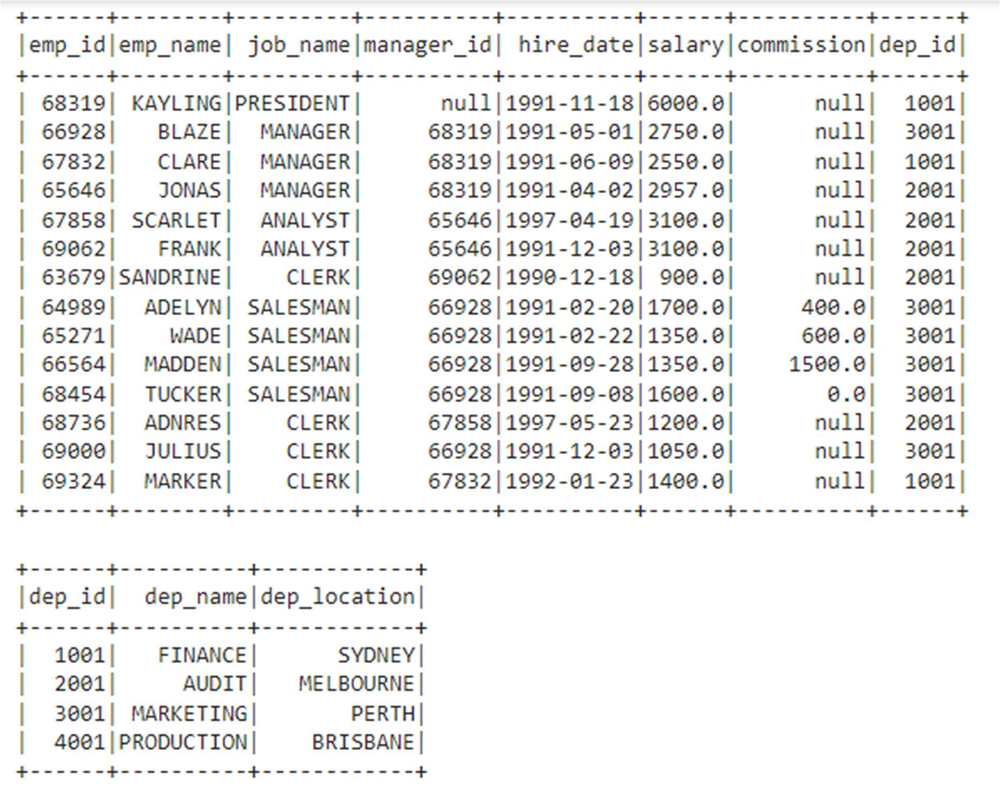 +------+--------+---------+----------+----------+------+----------+------+
|emp_id|emp_name| job_name|manager_id| hire_date|salary|commission|dep_id|
+------+--------+---------+----------+----------+------+----------+------+
| 68319| KAYLING|PRESIDENT|      null|1991-11-18|6000.0|      null|  1001|
| 66928|   BLAZE|  MANAGER|     68319|1991-05-01|2750.0|      null|  3001|
| 67832|   CLARE|  MANAGER|     68319|1991-06-09|2550.0|      null|  1001|
| 65646|   JONAS|  MANAGER|     68319|1991-04-02|2957.0|      null|  2001|
| 67858| SCARLET|  ANALYST|     65646|1997-04-19|3100.0|      null|  2001|
| 69062|   FRANK|  ANALYST|     65646|1991-12-03|3100.0|      null|  2001|
| 63679|SANDRINE|    CLERK|     69062|1990-12-18| 900.0|      null|  2001|
| 64989|  ADELYN| SALESMAN|     66928|1991-02-20|1700.0|     400.0|  3001|
| 65271|    WADE| SALESMAN|     66928|1991-02-22|1350.0|     600.0|  3001|
| 66564|  MADDEN| SALESMAN|     66928|1991-09-28|1350.0|    1500.0|  3001|
| 68454|  TUCKER| SALESMAN|     66928|1991-09-08|1600.0|       0.0|  3001|
| 68736|  ADNRES|    CLERK|     67858|1997-05-23|1200.0|      null|  2001|
| 69000|  JULIUS|    CLERK|     66928|1991-12-03|1050.0|      null|  3001|
| 69324|  MARKER|    CLERK|     67832|1992-01-23|1400.0|      null|  1001|
+------+--------+---------+----------+----------+------+----------+------+
+------+----------+------------+
|dep_id|  dep_name|dep_location|
+------+----------+------------+
|  1001|   FINANCE|      SYDNEY|
|  2001|     AUDIT|   MELBOURNE|
|  3001| MARKETING|       PERTH|
|  4001|PRODUCTION|    BRISBANE|
+------+----------+------------+